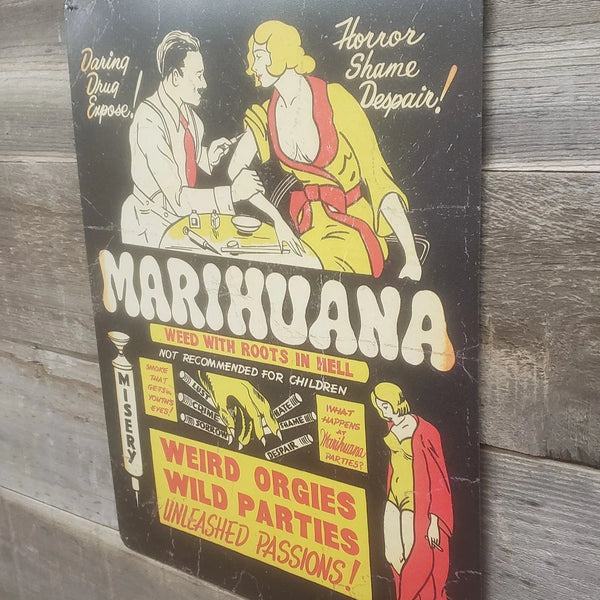 Daring
Drug
Expose!
Horror
Shame
Despair!
MARIHUANA
WEED WITH ROOTS IN HELL
NOT RECOMMENDED FOR CHILDREN
MISERY
SMOKE
THAT
GETS IN
YOUTH'S
EYES!
LUST
CRIME
SORROW
HATE
SHAME
DESPAIR
WHAT
HAPPENS
AT
Marihuana
PARTIES?
WEIRD ORGIES
WILD PARTIES
UNLEASHED PASSIONS!